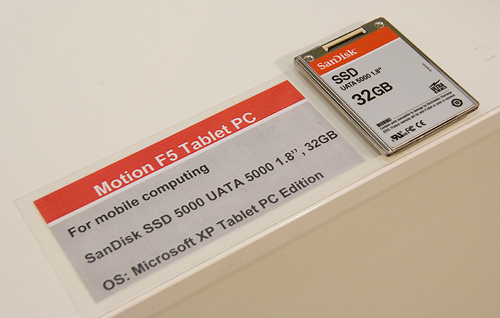 SanDisk
SSD
UATA 5000 1.8"
32GB
Motion F5 Tablet PC
For mobile computing
SanDisk SSD 5000 UATA 5000 1.8", 32GB
OS: Microsoft XP Tablet PC Edition